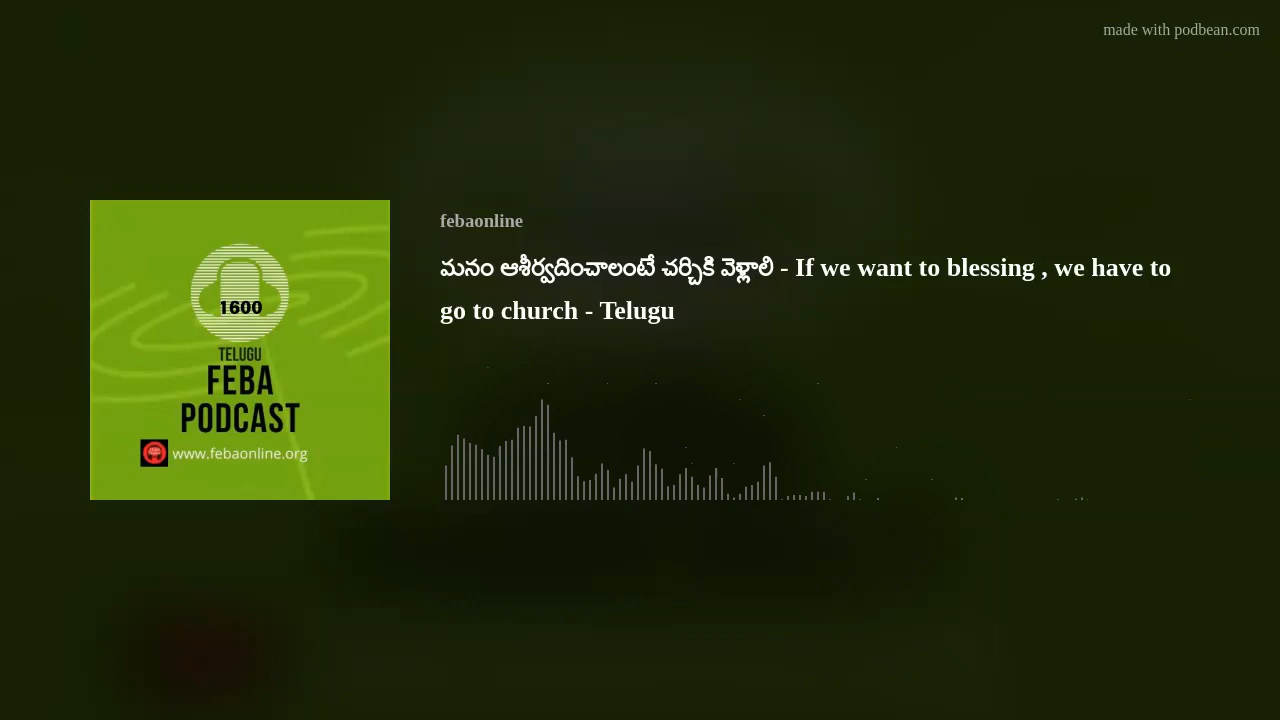 made with podbean.com
febaonline
మనం ఆశీర్వదించాలంటే చర్చికి వెళ్లాలి - If we want to blessing , we have to
go to church - Telugu
1600
TELUGU
FEBA
PODCAST
www.febaonline.org